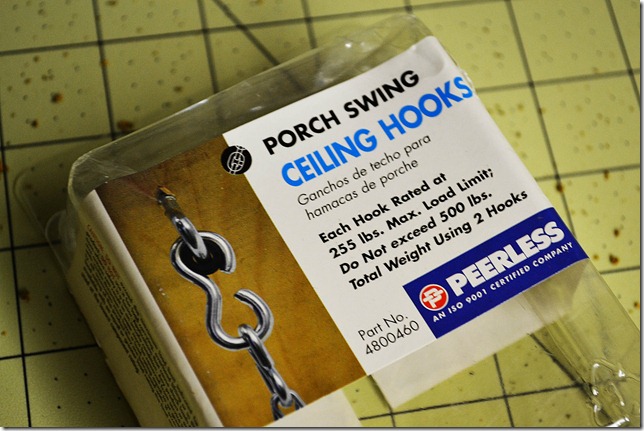 PORCH SWING
CEILING HOOKS
Ganchos de techo para
hamacas de porche
Each Hook Rated at
255 lbs. Max. Load Limit;
Do Not exceed 500 lbs.
Total Weight Using 2 Hooks
PEERLESS
AN ISO 9001 CERTIFIED COMPANY
Part No.
4800460